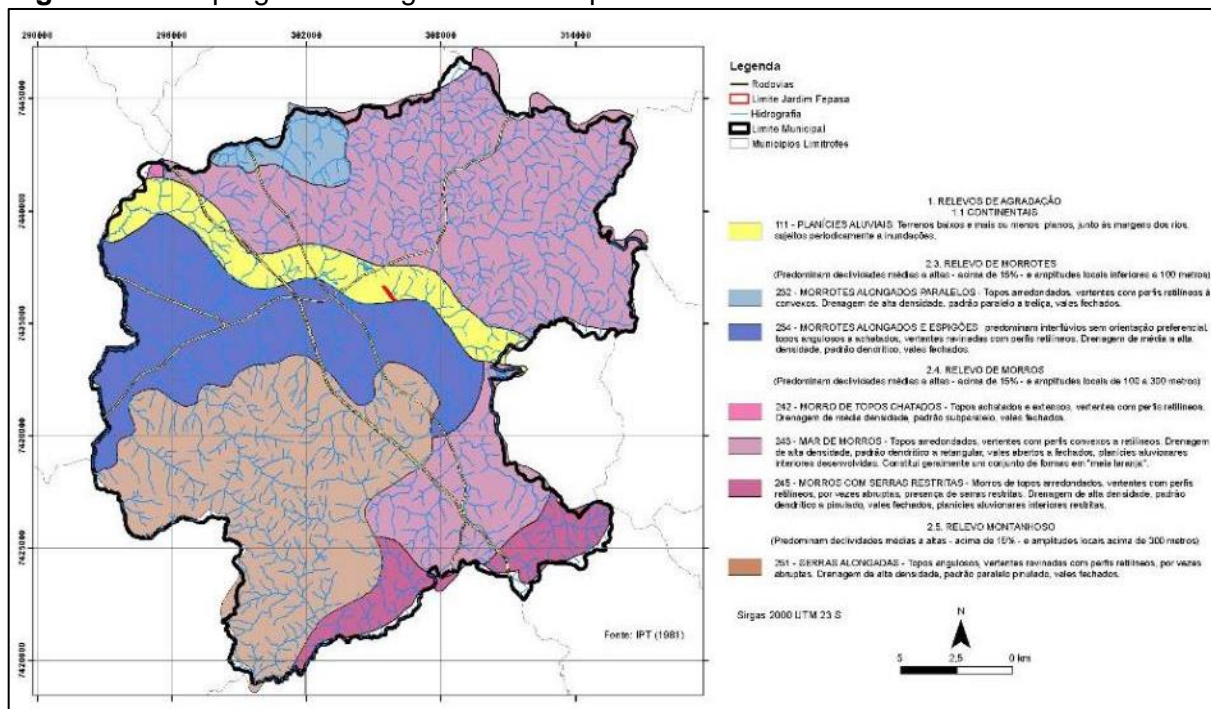 290000 296000 302000 308000 314000
7445000
7440000
7435000
7430000
7425000
7420000
Fonte: IPT (1981)
Legenda
Rodovias
Limite Jardim Fepasa
Hidrografia
Limite Municipal
Municípios Limítrofes
1. RELEVOS DE AGRADAÇÃO
1.1 CONTINENTAIS
111 - PLANÍCIES ALUVIAIS: Terrenos baixos e mais ou menos planos, junto às margens dos rios,
sujeitos periodicamente a inundações.
2.3. RELEVO DE MORROTES
(Predominam declividades médias a altas - acima de 15% - e amplitudes locais inferiores a 100 metros)
232 - MORROTES ALONGADOS PARALELOS - Topos arredondados, vertentes com perfis retilíneos à
convexos. Drenagem de alta densidade, padrão paralelo a treliça, vales fechados.
234 - MORROTES ALONGADOS E ESPIGÕES predominam interflúvios sem orientação preferencial,
topos angulosos a achatados, vertentes ravinadas com perfis retilíneos. Drenagem de média a alta
densidade, padrão dendrítico, vales fechados.
2.4. RELEVO DE MORROS
(Predominam declividades médias a altas - acima de 15% - e amplitudes locais de 100 a 300 metros)
242 - MORRO DE TOPOS CHATADOS - Topos achatados e extensos, vertentes com perfis retilíneos.
Drenagem de média densidade, padrão subparalelo, vales fechados.
243 - MAR DE MORROS - Topos arredondados, vertentes com perfis convexos a retilíneos. Drenagem
de alta densidade, padrão dendrítico a retangular, vales abertos a fechados, planícies aluvionares
interiores desenvolvidas. Constitui geralmente um conjunto de formas em "meia laranja".
245 - MORROS COM SERRAS RESTRITAS - Morros de topos arredondados, vertentes com perfis
retilíneos, por vezes abruptas, presença de serras restritas. Drenagem de alta densidade, padrão
dendrítico a pinulado, vales fechados, planícies aluvionares interiores restritas.
2.5. RELEVO MONTANHOSO
(Predominam declividades médias a altas - acima de 15% - e amplitudes locais acima de 300 metros)
251 - SERRAS ALONGADAS - Topos angulosos, vertentes ravinadas com perfis retilíneos, por vezes
abruptas. Drenagem de alta densidade, padrão paralelo pinulado, vales fechados.
Sirgas 2000 UTM 23 S
N
5 2,5 0 km